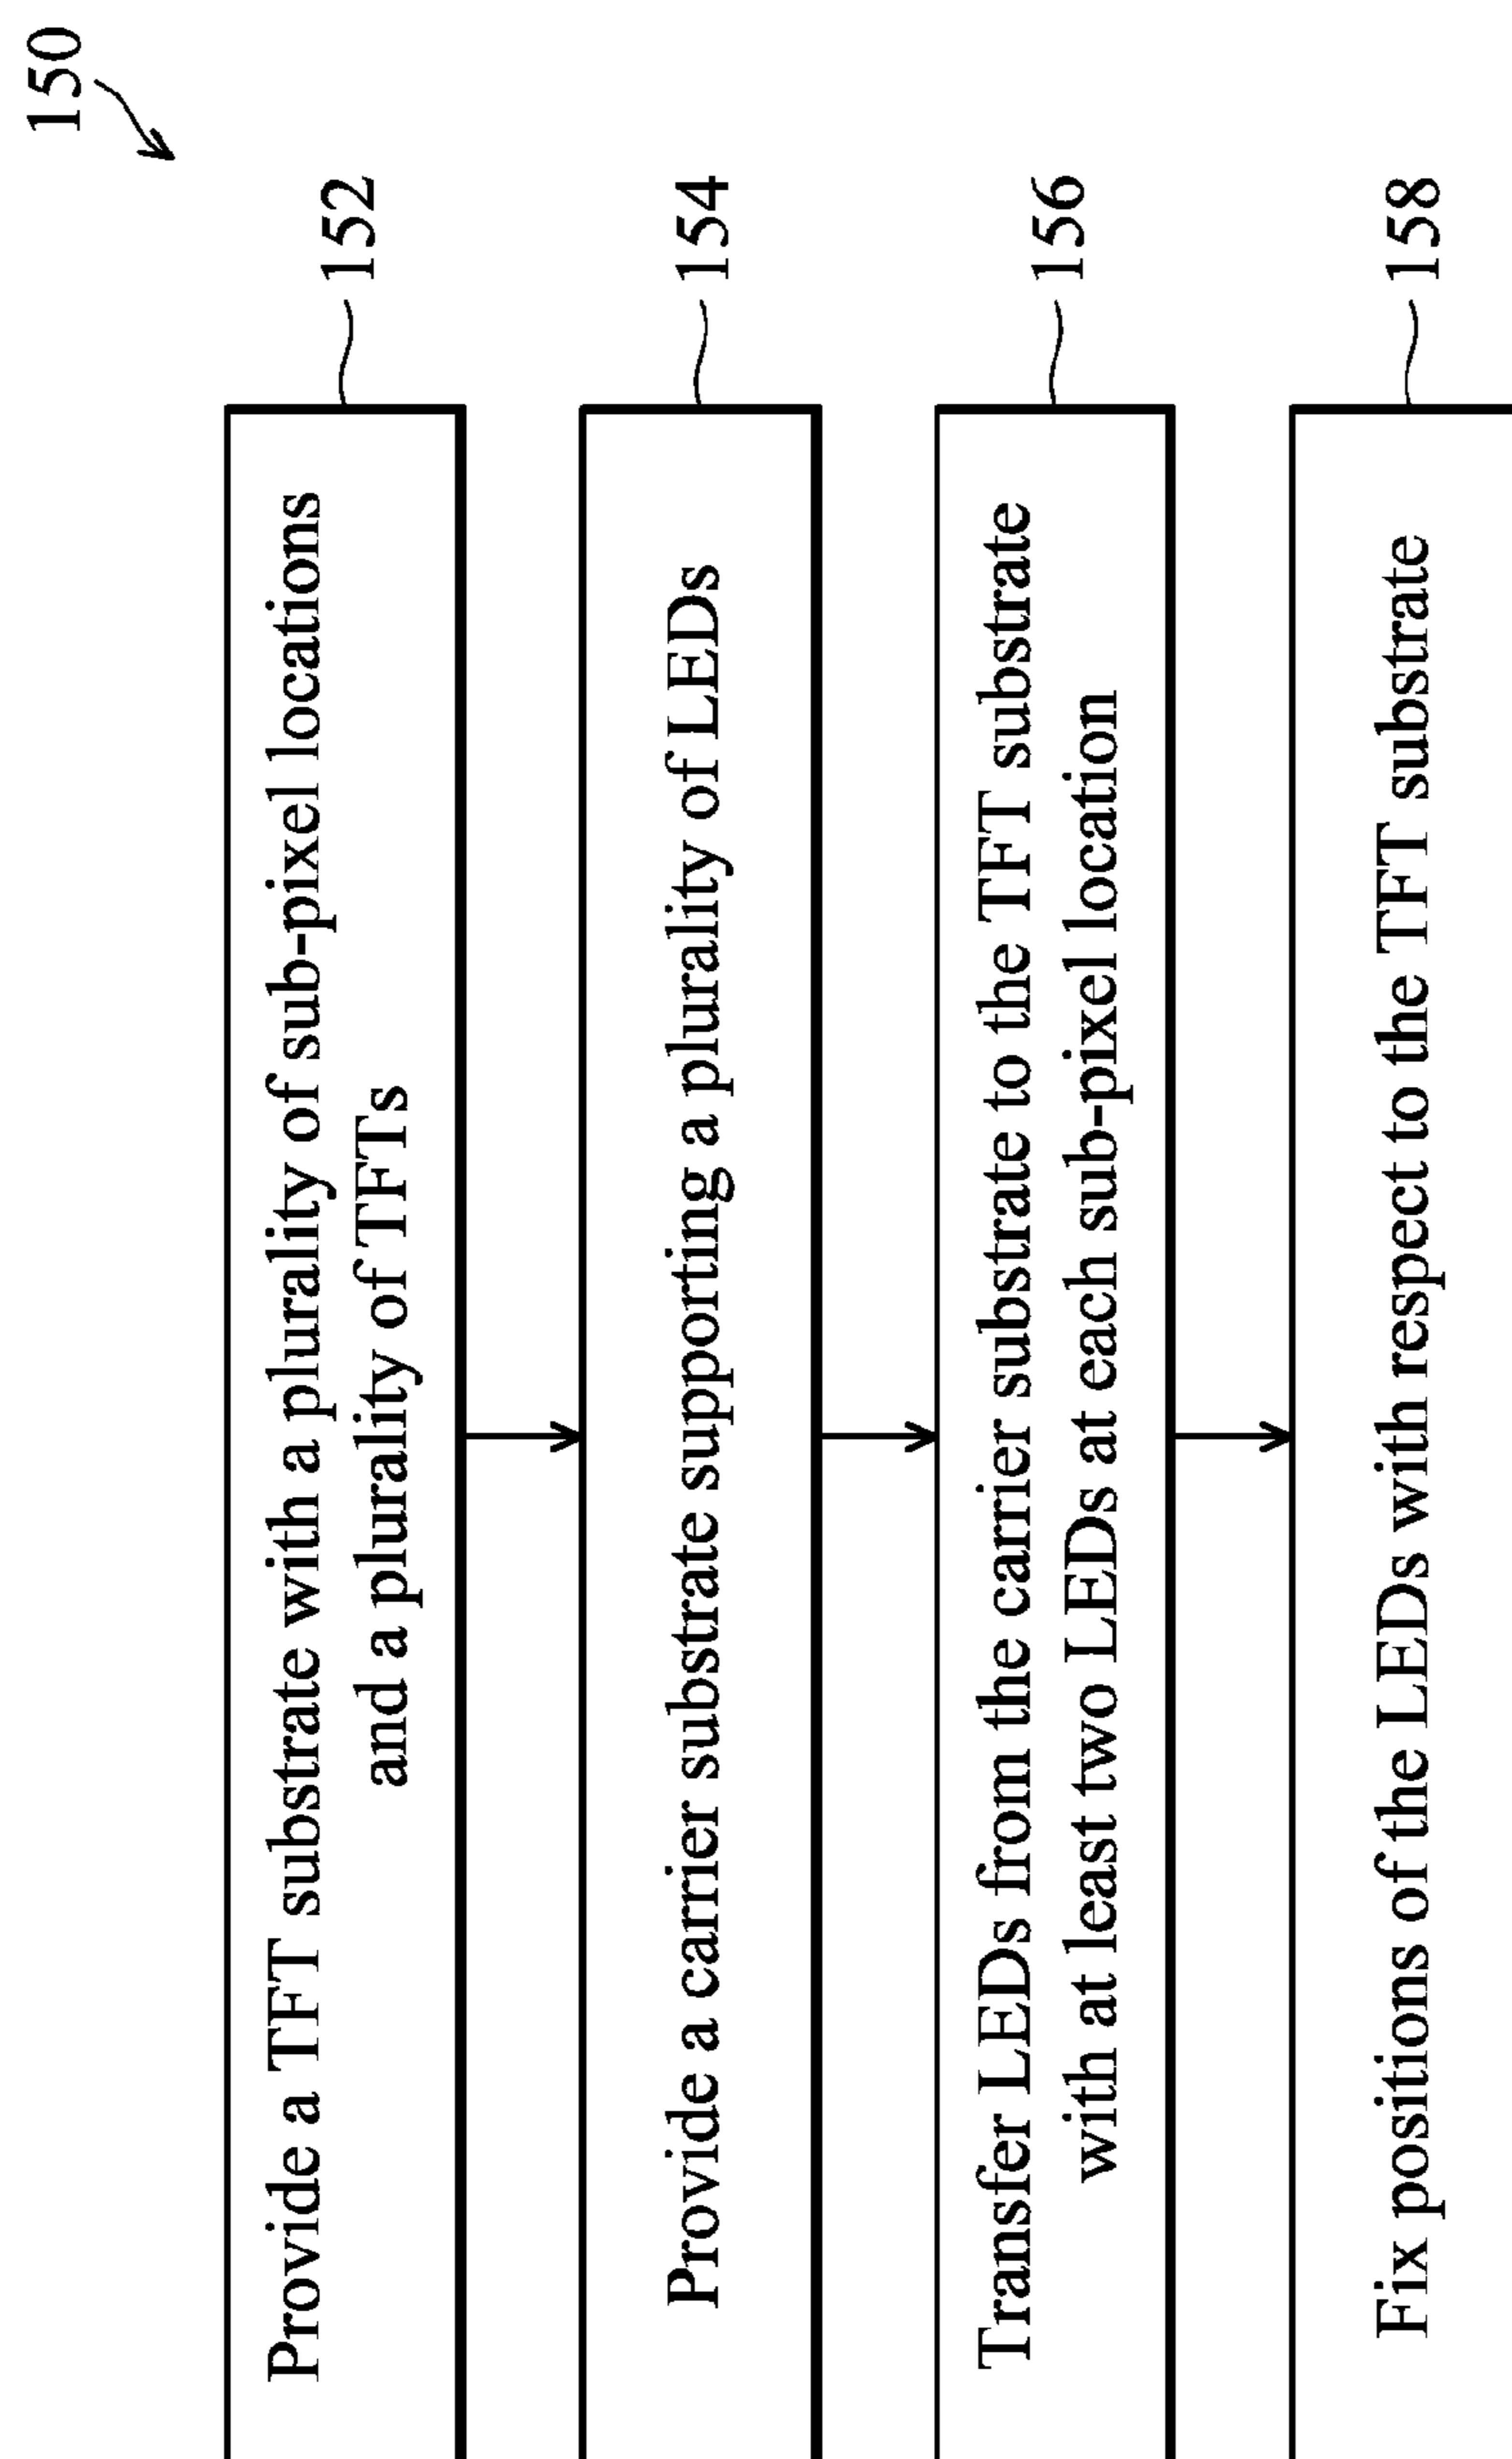 150
152
Provide a TFT substrate with a plurality of sub-pixel locations
and a plurality of TFTs
154
Provide a carrier substrate supporting a plurality of LEDs
156
Transfer LEDs from the carrier substrate to the TFT substrate
with at least two LEDs at each sub-pixel location
158
Fix positions of the LEDs with respect to the TFT substrate